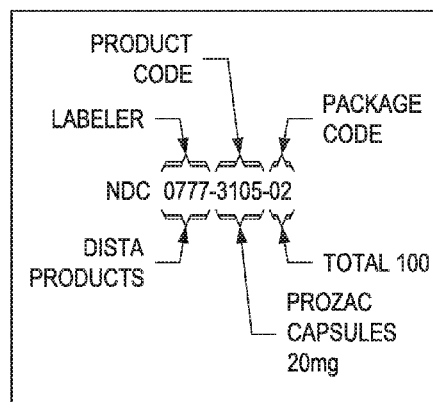 PRODUCT
CODE
LABELER
PACKAGE
CODE
NDC 0777-3105-02
DISTA
PRODUCTS
TOTAL 100
PROZAC
CAPSULES
20mg